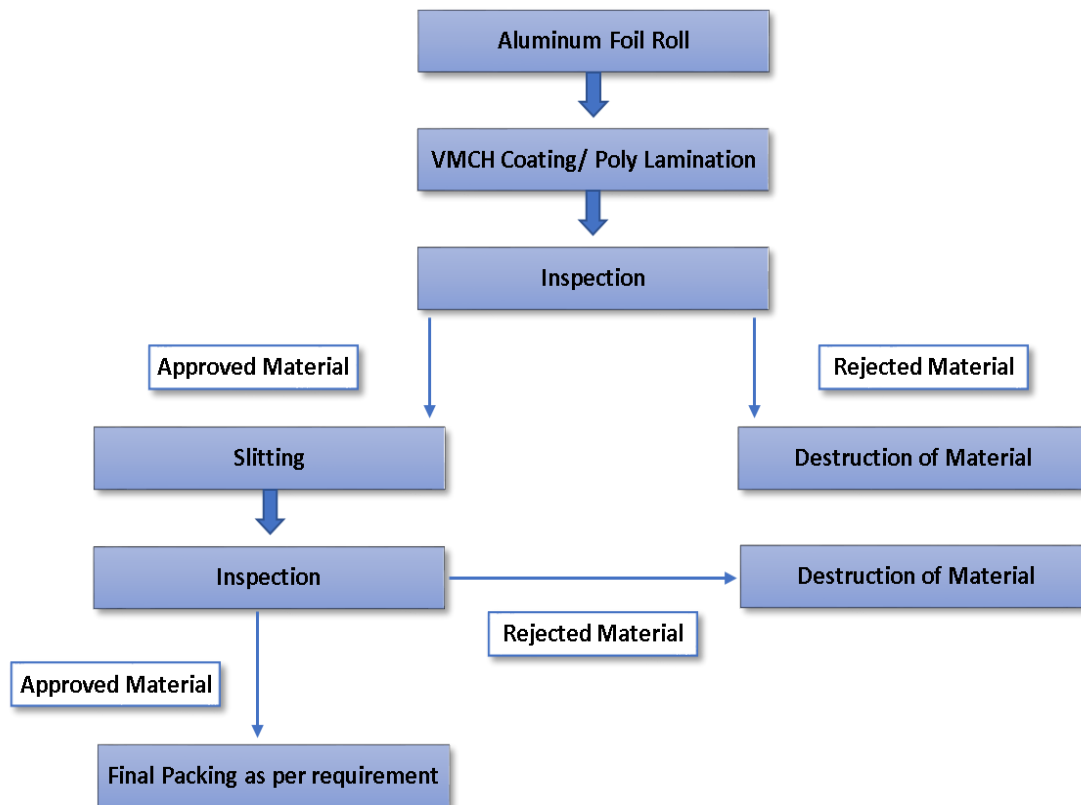 Aluminum Foil Roll
VMCH Coating/ Poly Lamination
Inspection
Approved Material
Rejected Material
Slitting
Destruction of Material
Inspection
Destruction of Material
Rejected Material
Approved Material
Final Packing as per requirement